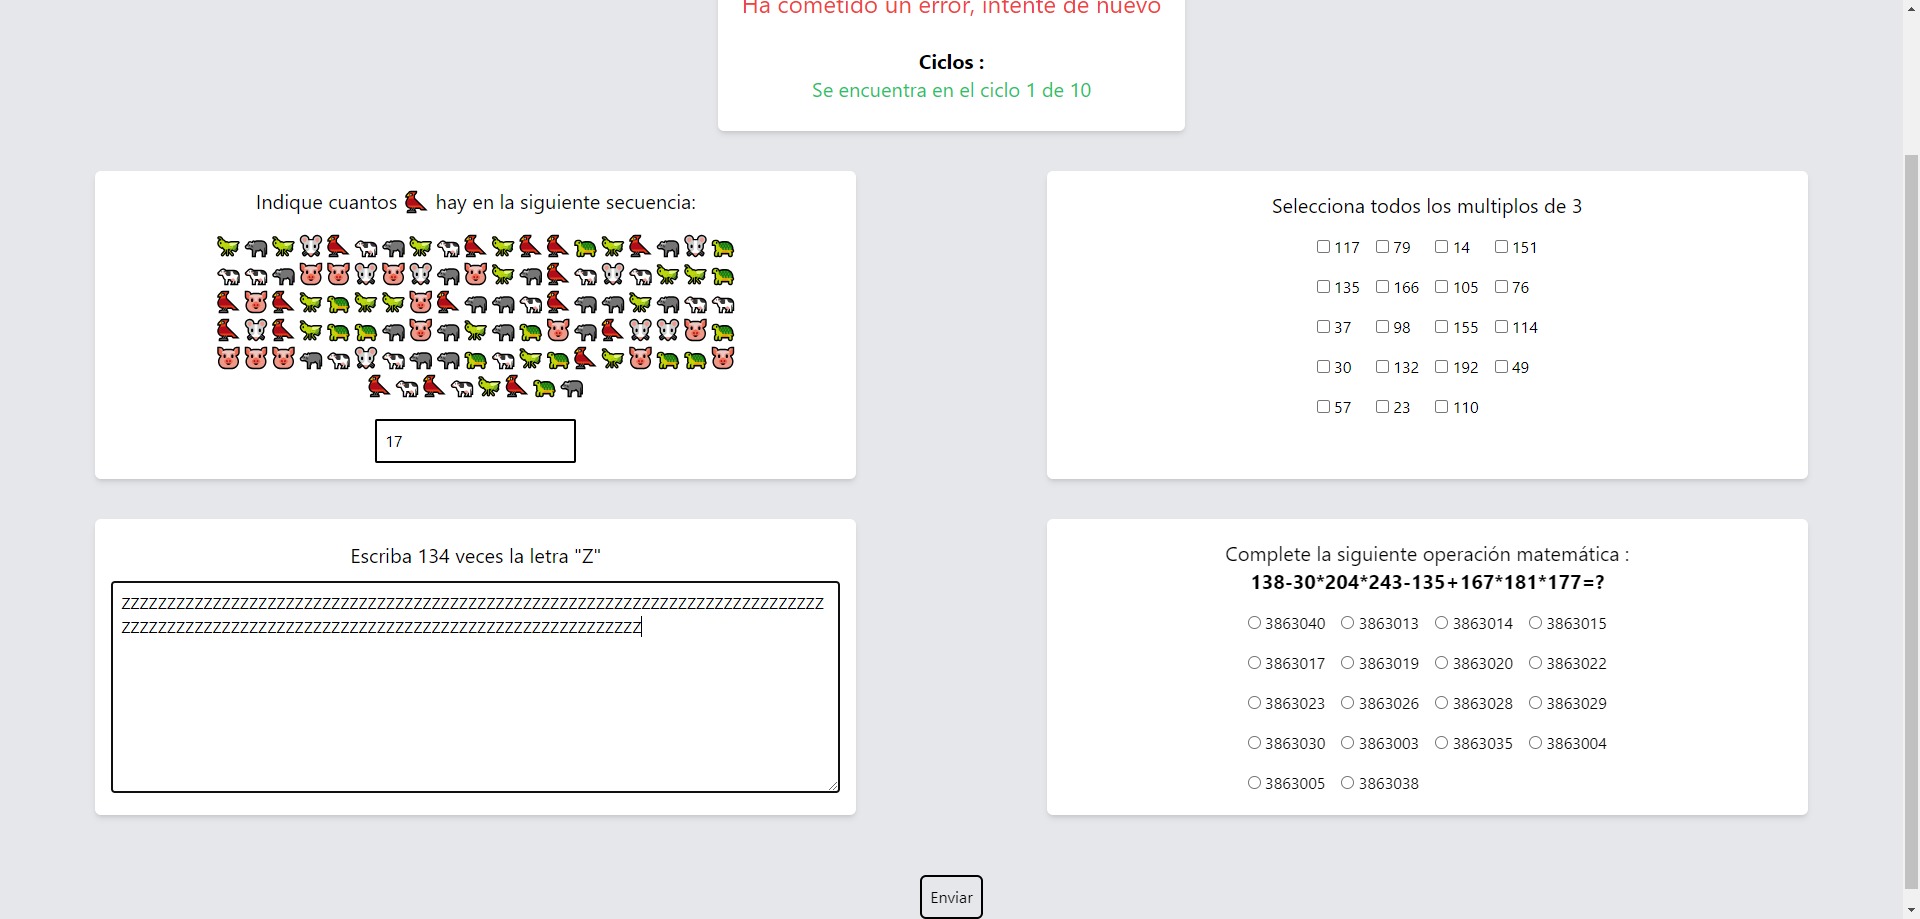 Ha cometido un error, intente de nuevo
Ciclos :
Se encuentra en el ciclo 1 de 10
Indique cuantos hay en la siguiente secuencia:
17
Selecciona todos los multiplos de 3
117 79 14 151
135 166 105 76
37 98 155 114
30 132 192 49
57 23 110
Escriba 134 veces la letra "Z"
ZZZZZZZZZZZZZZZZZZZZZZZZZZZZZZZZZZZZZZZZZZZZZZZZZZZZZZZZZZZZZZZZZZZZZZZZZZZZZ
ZZZZZZZZZZZZZZZZZZZZZZZZZZZZZZZZZZZZZZZZZZZZZZZZZZZZZZZZZ
Complete la siguiente operación matemática :
138-30*204*243-135+167*181*177=?
3863040 3863013 3863014 3863015
3863017 3863019 3863020 3863022
3863023 3863026 3863028 3863029
3863030 3863003 3863035 3863004
3863005 3863038
Enviar